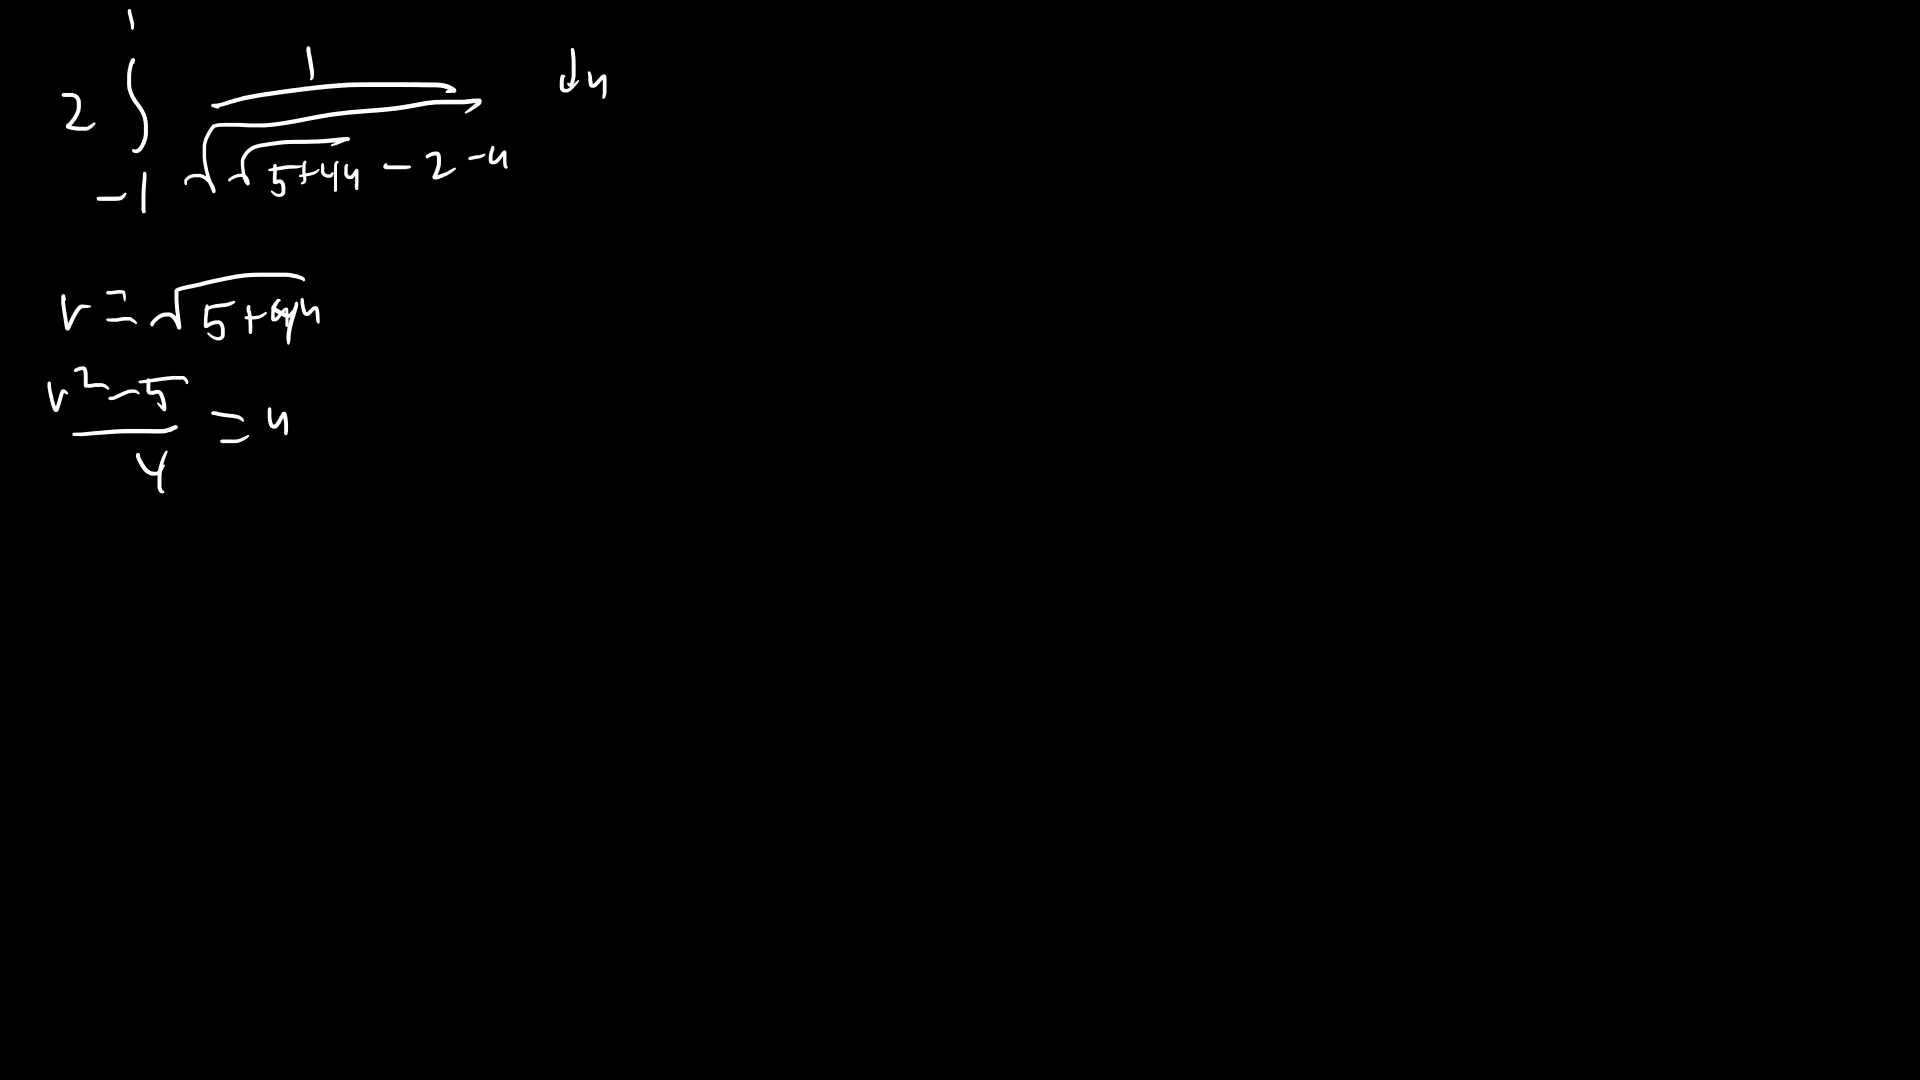 2 ∫_{-1}^{1} 1/√(√(5+4u) - 2 - u) du
v = √(5+4u)
(v² - 5)/4 = u